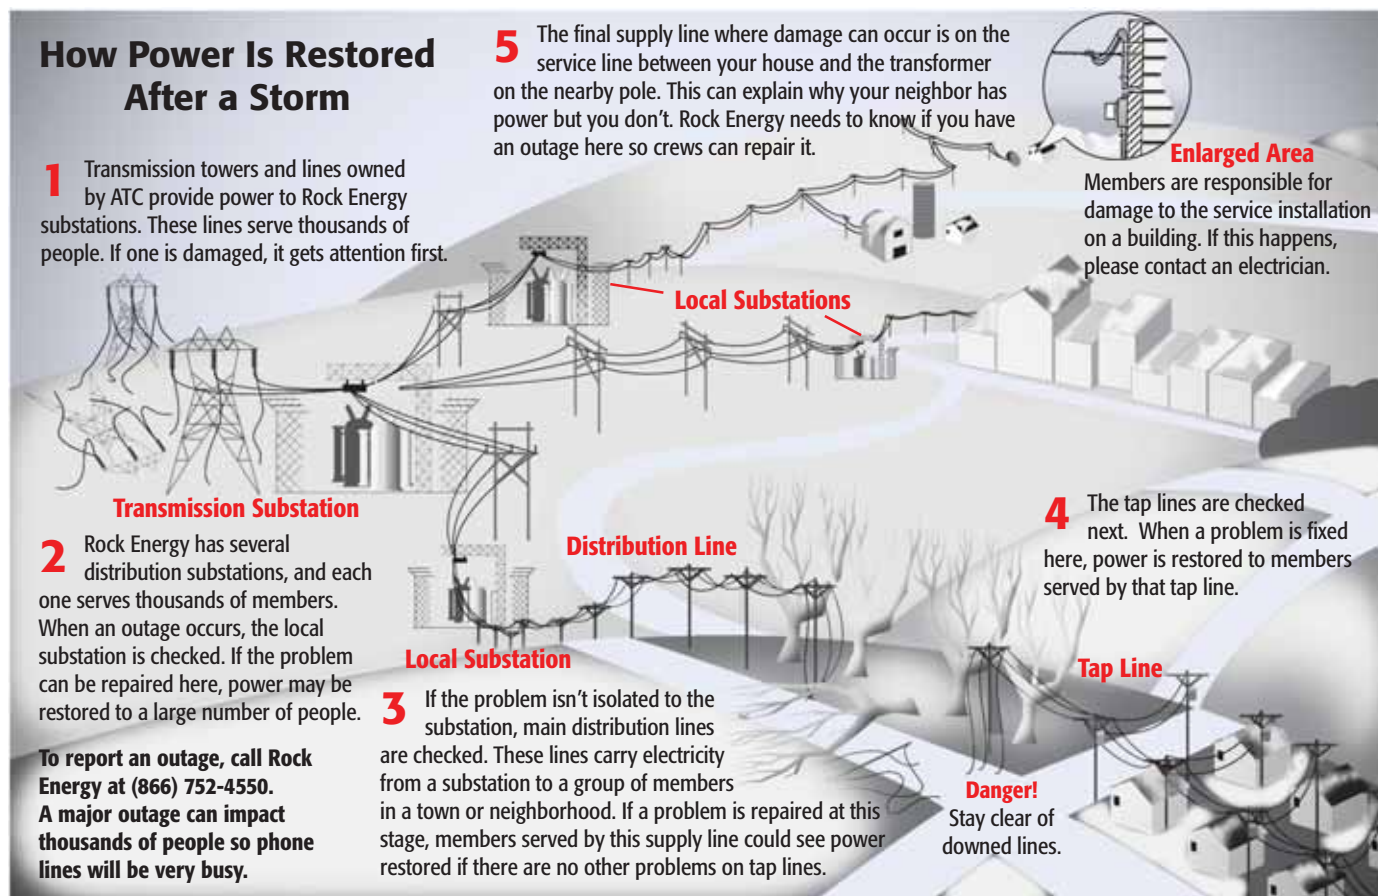 How Power Is Restored
After a Storm
1 Transmission towers and lines owned
by ATC provide power to Rock Energy
substations. These lines serve thousands of
people. If one is damaged, it gets attention first.
5 The final supply line where damage can occur is on the
service line between your house and the transformer
on the nearby pole. This can explain why your neighbor has
power but you don’t. Rock Energy needs to know if you have
an outage here so crews can repair it.
Enlarged Area
Members are responsible for
damage to the service installation
on a building. If this happens,
please contact an electrician.
Local Substations
Transmission Substation
2 Rock Energy has several
distribution substations, and each
one serves thousands of members.
When an outage occurs, the local
substation is checked. If the problem
can be repaired here, power may be
restored to a large number of people.
To report an outage, call Rock
Energy at (866) 752-4550.
A major outage can impact
thousands of people so phone
lines will be very busy.
Distribution Line
Local Substation
3 If the problem isn’t isolated to the
substation, main distribution lines
are checked. These lines carry electricity
from a substation to a group of members
in a town or neighborhood. If a problem is repaired at this
stage, members served by this supply line could see power
restored if there are no other problems on tap lines.
4 The tap lines are checked
next. When a problem is fixed
here, power is restored to members
served by that tap line.
Tap Line
Danger!
Stay clear of
downed lines.